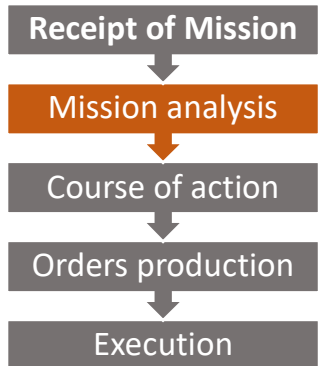 Receipt of Mission
Mission analysis
Course of action
Orders production
Execution